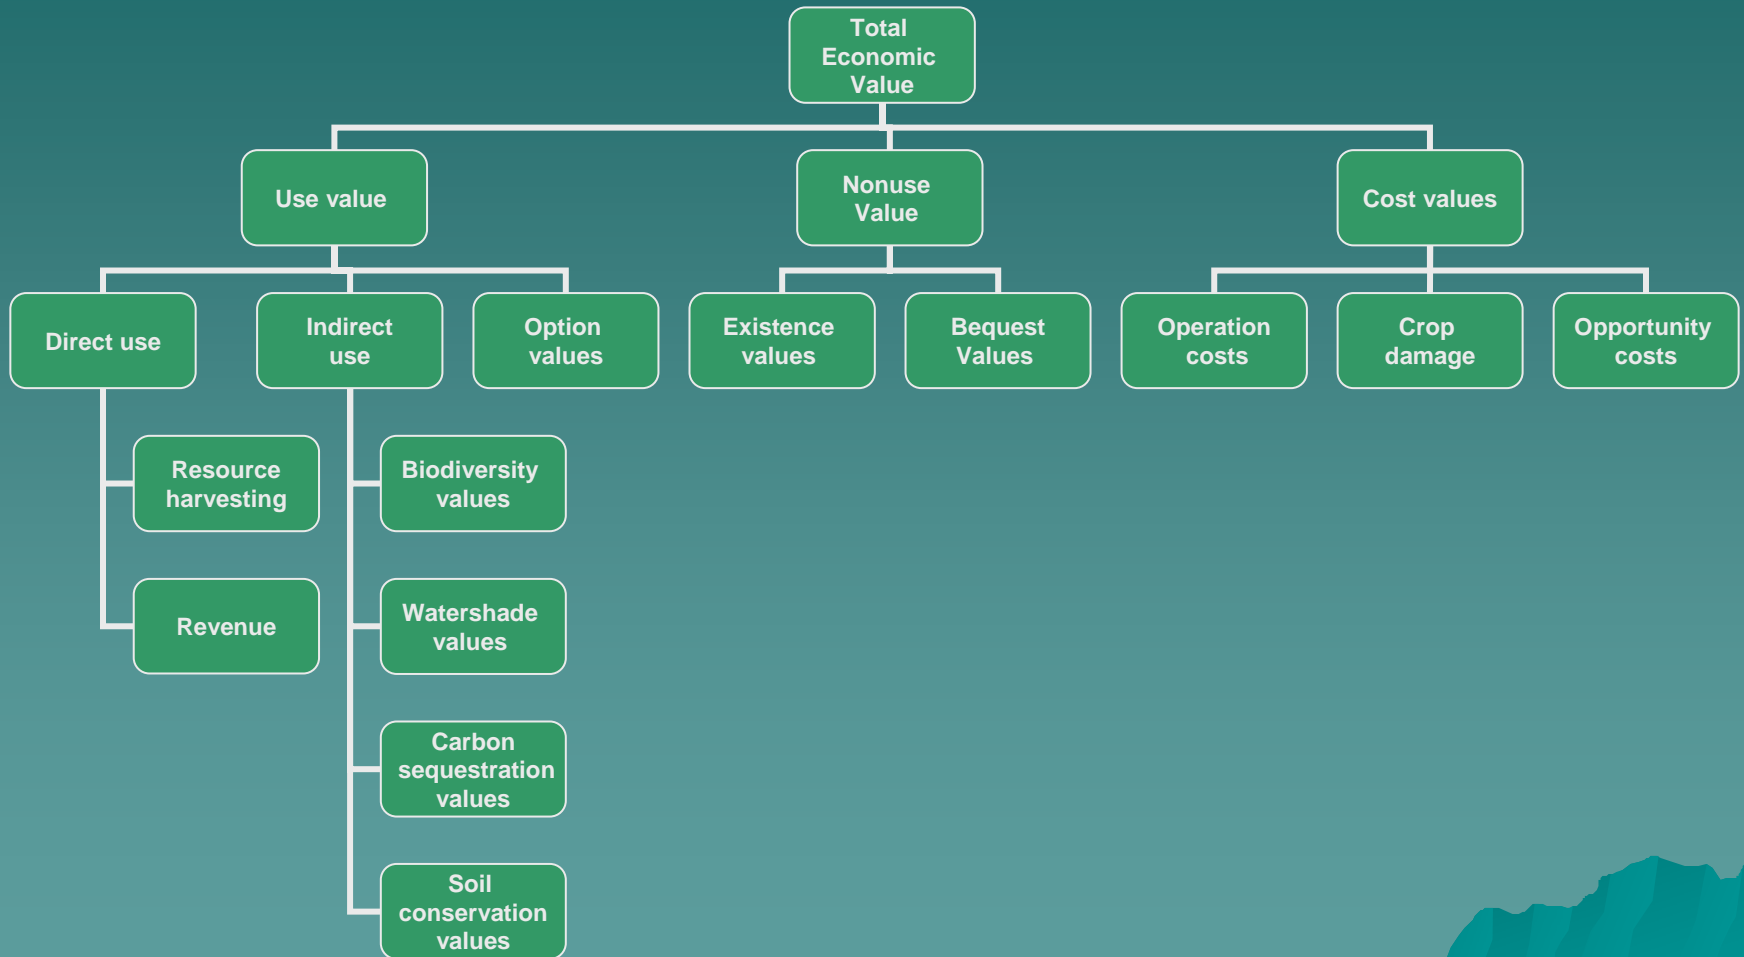 Total
Economic
Value
Use value
Nonuse
Value
Cost values
Direct use
Indirect
use
Option
values
Existence
values
Bequest
Values
Operation
costs
Crop
damage
Opportunity
costs
Resource
harvesting
Revenue
Biodiversity
values
Watershade
values
Carbon
sequestration
values
Soil
conservation
values